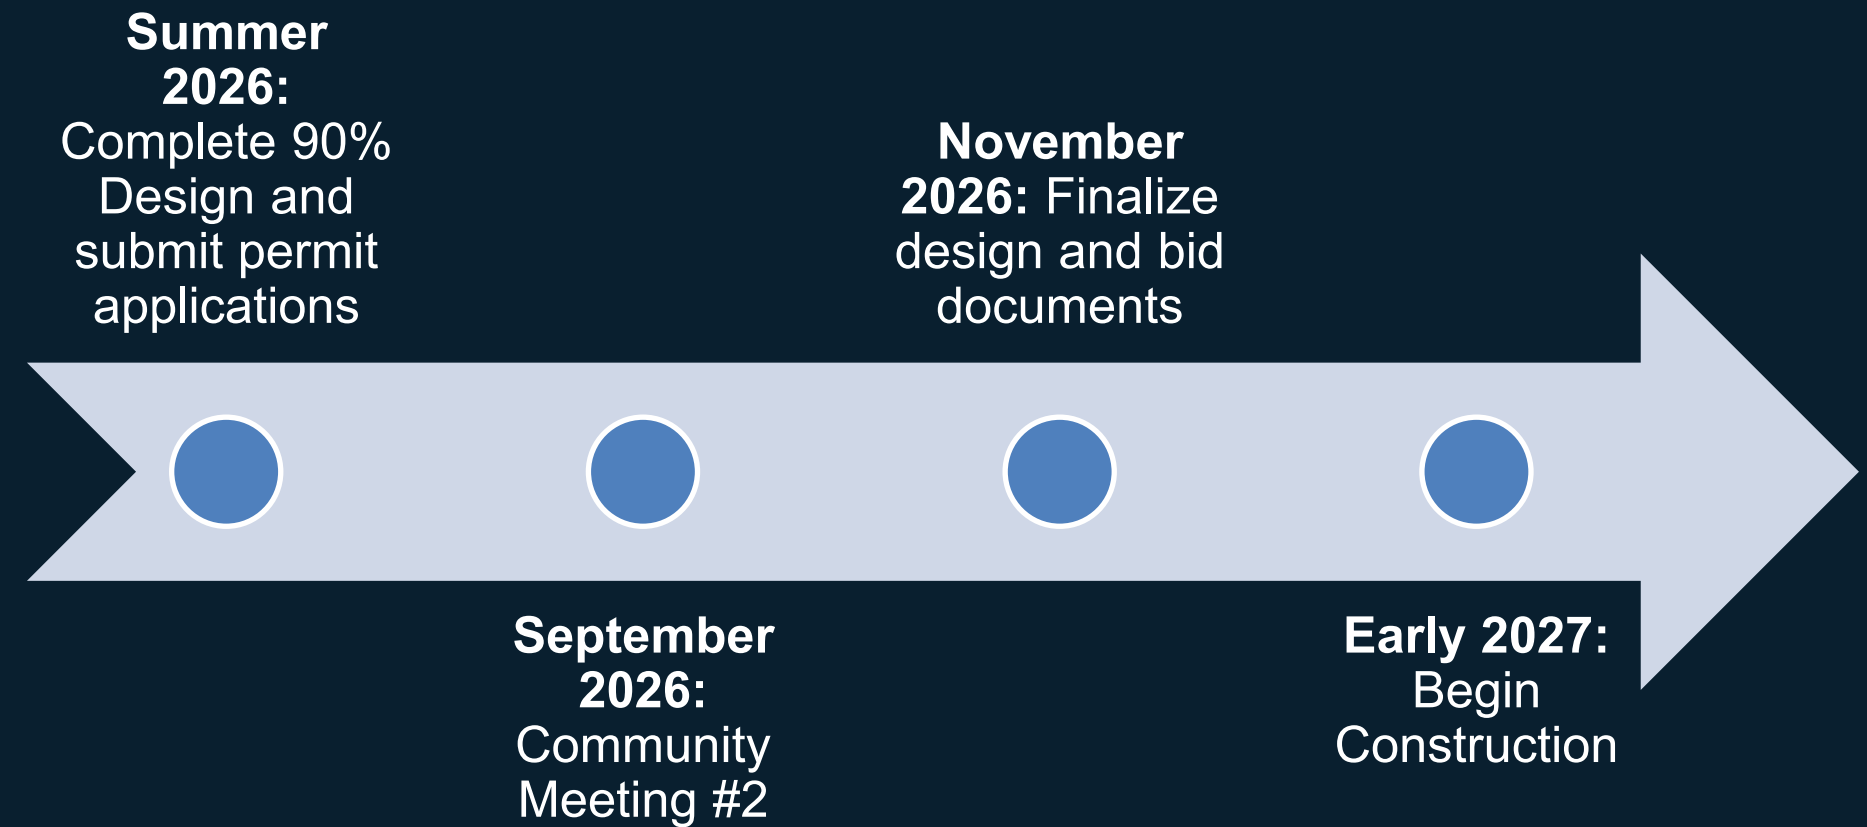 Summer
2026:
Complete 90%
Design and
submit permit
applications
September
2026:
Community
Meeting #2
November
2026: Finalize
design and bid
documents
Early 2027:
Begin
Construction